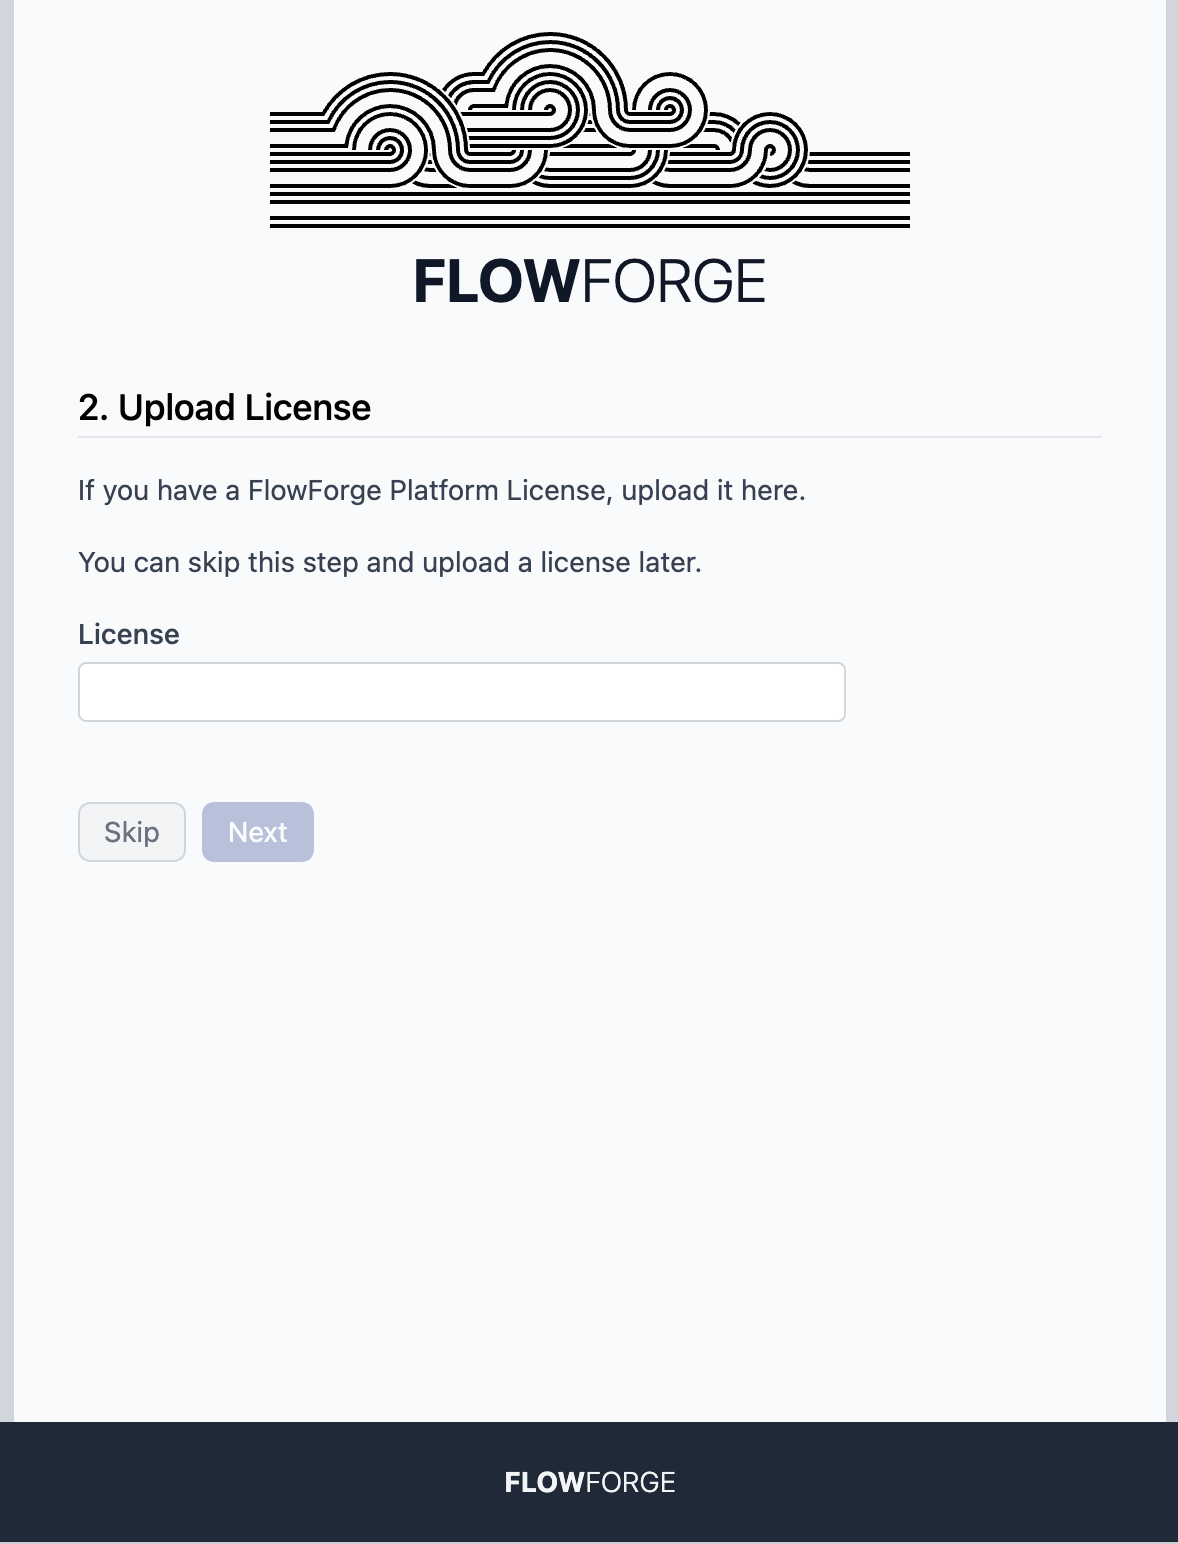 FLOWFORGE
2. Upload License
If you have a FlowForge Platform License, upload it here.
You can skip this step and upload a license later.
License
Skip
Next
FLOWFORGE